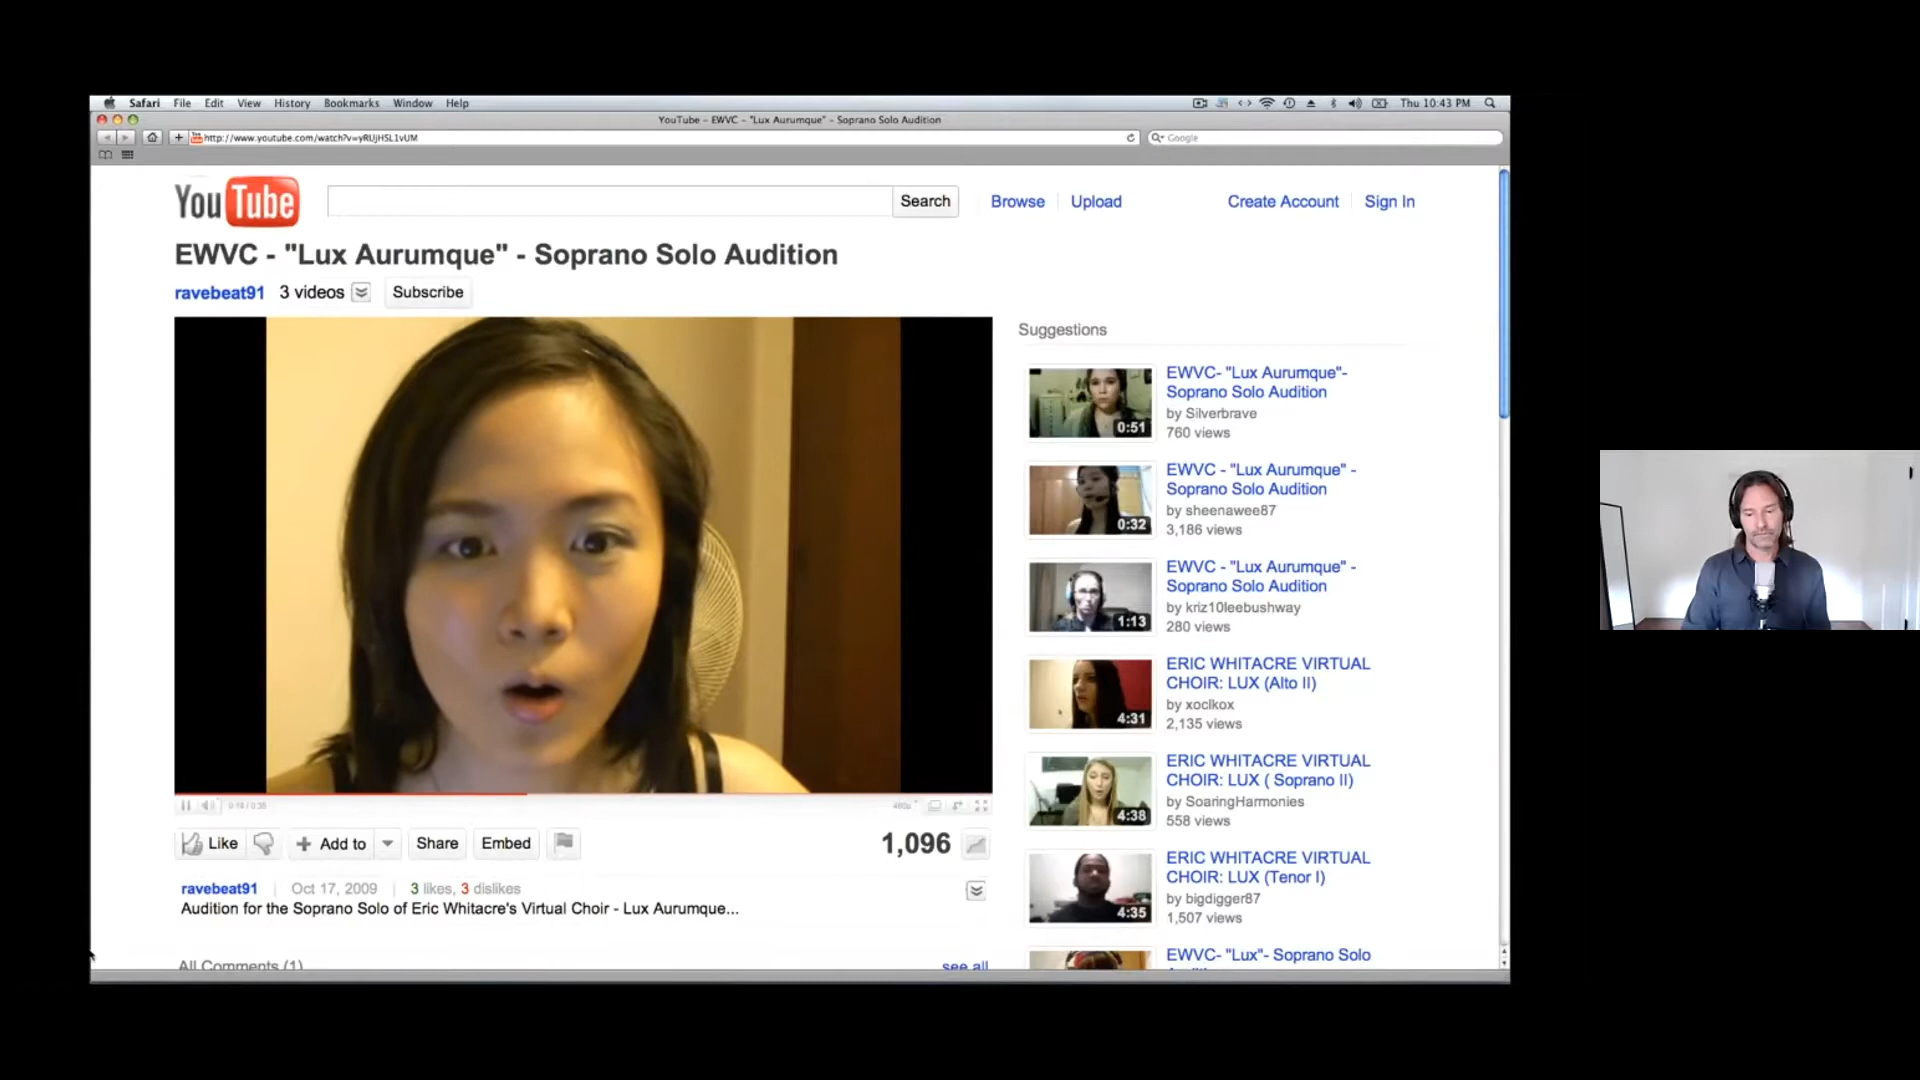 Safari File Edit View History Bookmarks Window Help Thu 10:43 PM
YouTube - EWVC - "Lux Aurumque" - Soprano Solo Audition
http://www.youtube.com/watch?v=yRUjHSL1vUM Google
YouTube Search Browse Upload Create Account Sign In
EWVC - "Lux Aurumque" - Soprano Solo Audition
ravebeat91 3 videos Subscribe
Suggestions
EWVC- "Lux Aurumque"-
Soprano Solo Audition
by Silverbrave
760 views
0:51
EWVC - "Lux Aurumque" -
Soprano Solo Audition
by sheenawee87
3,186 views
0:32
EWVC - "Lux Aurumque" -
Soprano Solo Audition
by kriz10leebushway
280 views
1:13
ERIC WHITACRE VIRTUAL
CHOIR: LUX (Alto II)
by xoclkox
2,135 views
4:31
ERIC WHITACRE VIRTUAL
CHOIR: LUX ( Soprano II)
by SoaringHarmonies
558 views
4:38
ERIC WHITACRE VIRTUAL
CHOIR: LUX (Tenor I)
by bigdigger87
1,507 views
4:35
EWVC- "Lux"- Soprano Solo
Like Add to Share Embed 1,096
ravebeat91 Oct 17, 2009 3 likes, 3 dislikes
Audition for the Soprano Solo of Eric Whitacre's Virtual Choir - Lux Aurumque...
All Comments (1) see all